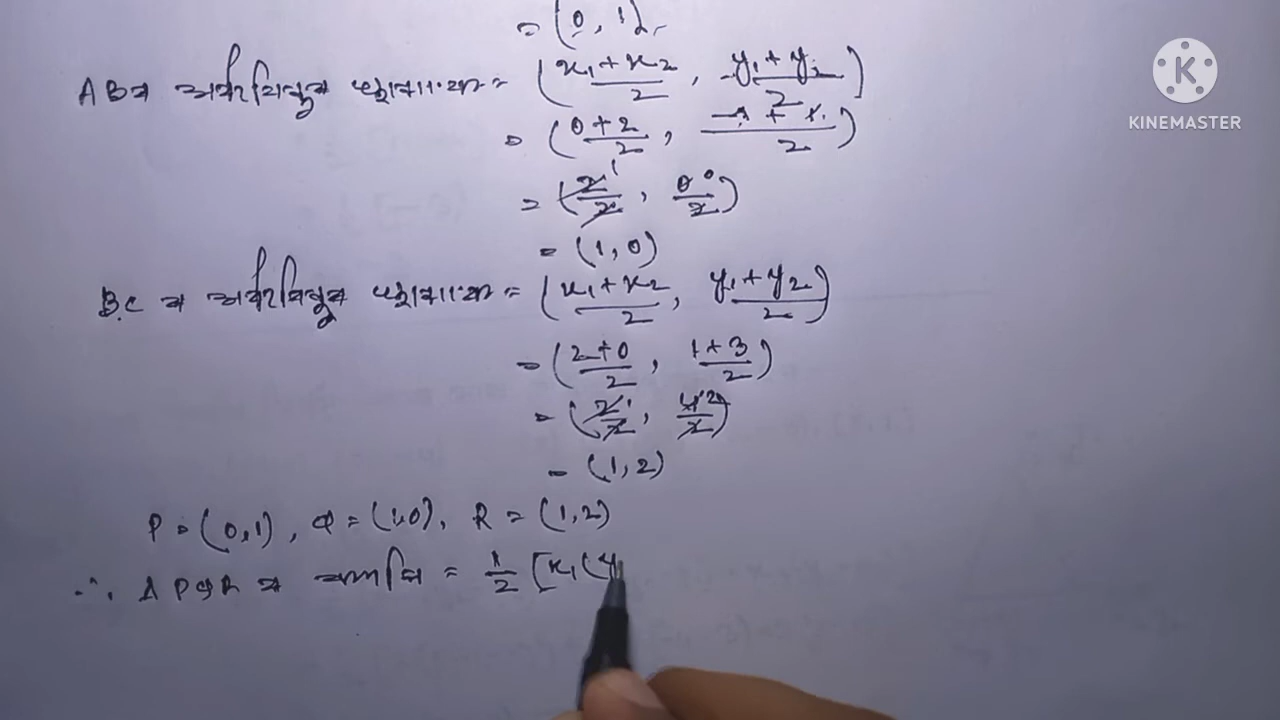 = (0, 1)
ABৰ মধ্যবিন্দুৰ স্থানাংক = ((x₁ + x₂)/2, (y₁ + y₂)/2)
= ((0 + 2)/2, (-1 + 1)/2)
= (2/2, 0/2)
= (1, 0)
BC ৰ মধ্যবিন্দুৰ স্থানাংক = ((x₁ + x₂)/2, (y₁ + y₂)/2)
= ((2 + 0)/2, (1 + 3)/2)
= (2/2, 4/2)
= (1, 2)
P = (0, 1), Q = (1, 0), R = (1, 2)
∴ Δ PQR ৰ = 1/2 [x₁ (y
KINEMASTER